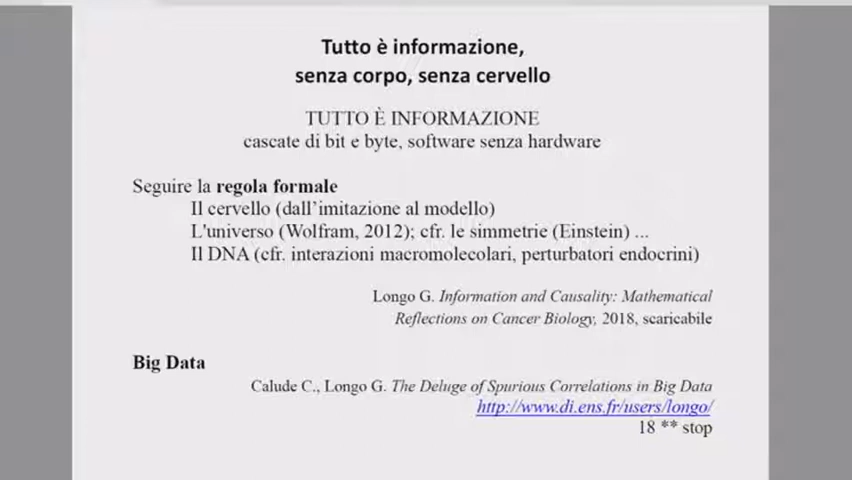 Tutto è informazione,
senza corpo, senza cervello
TUTTO È INFORMAZIONE
cascate di bit e byte, software senza hardware
Seguire la regola formale
Il cervello (dall'imitazione al modello)
L'universo (Wolfram, 2012); cfr. le simmetrie (Einstein) ...
Il DNA (cfr. interazioni macromolecolari, perturbatori endocrini)
Longo G. Information and Causality: Mathematical
Reflections on Cancer Biology, 2018, scaricabile
Big Data
Calude C., Longo G. The Deluge of Spurious Correlations in Big Data
http://www.di.ens.fr/users/longo/
18 ** stop